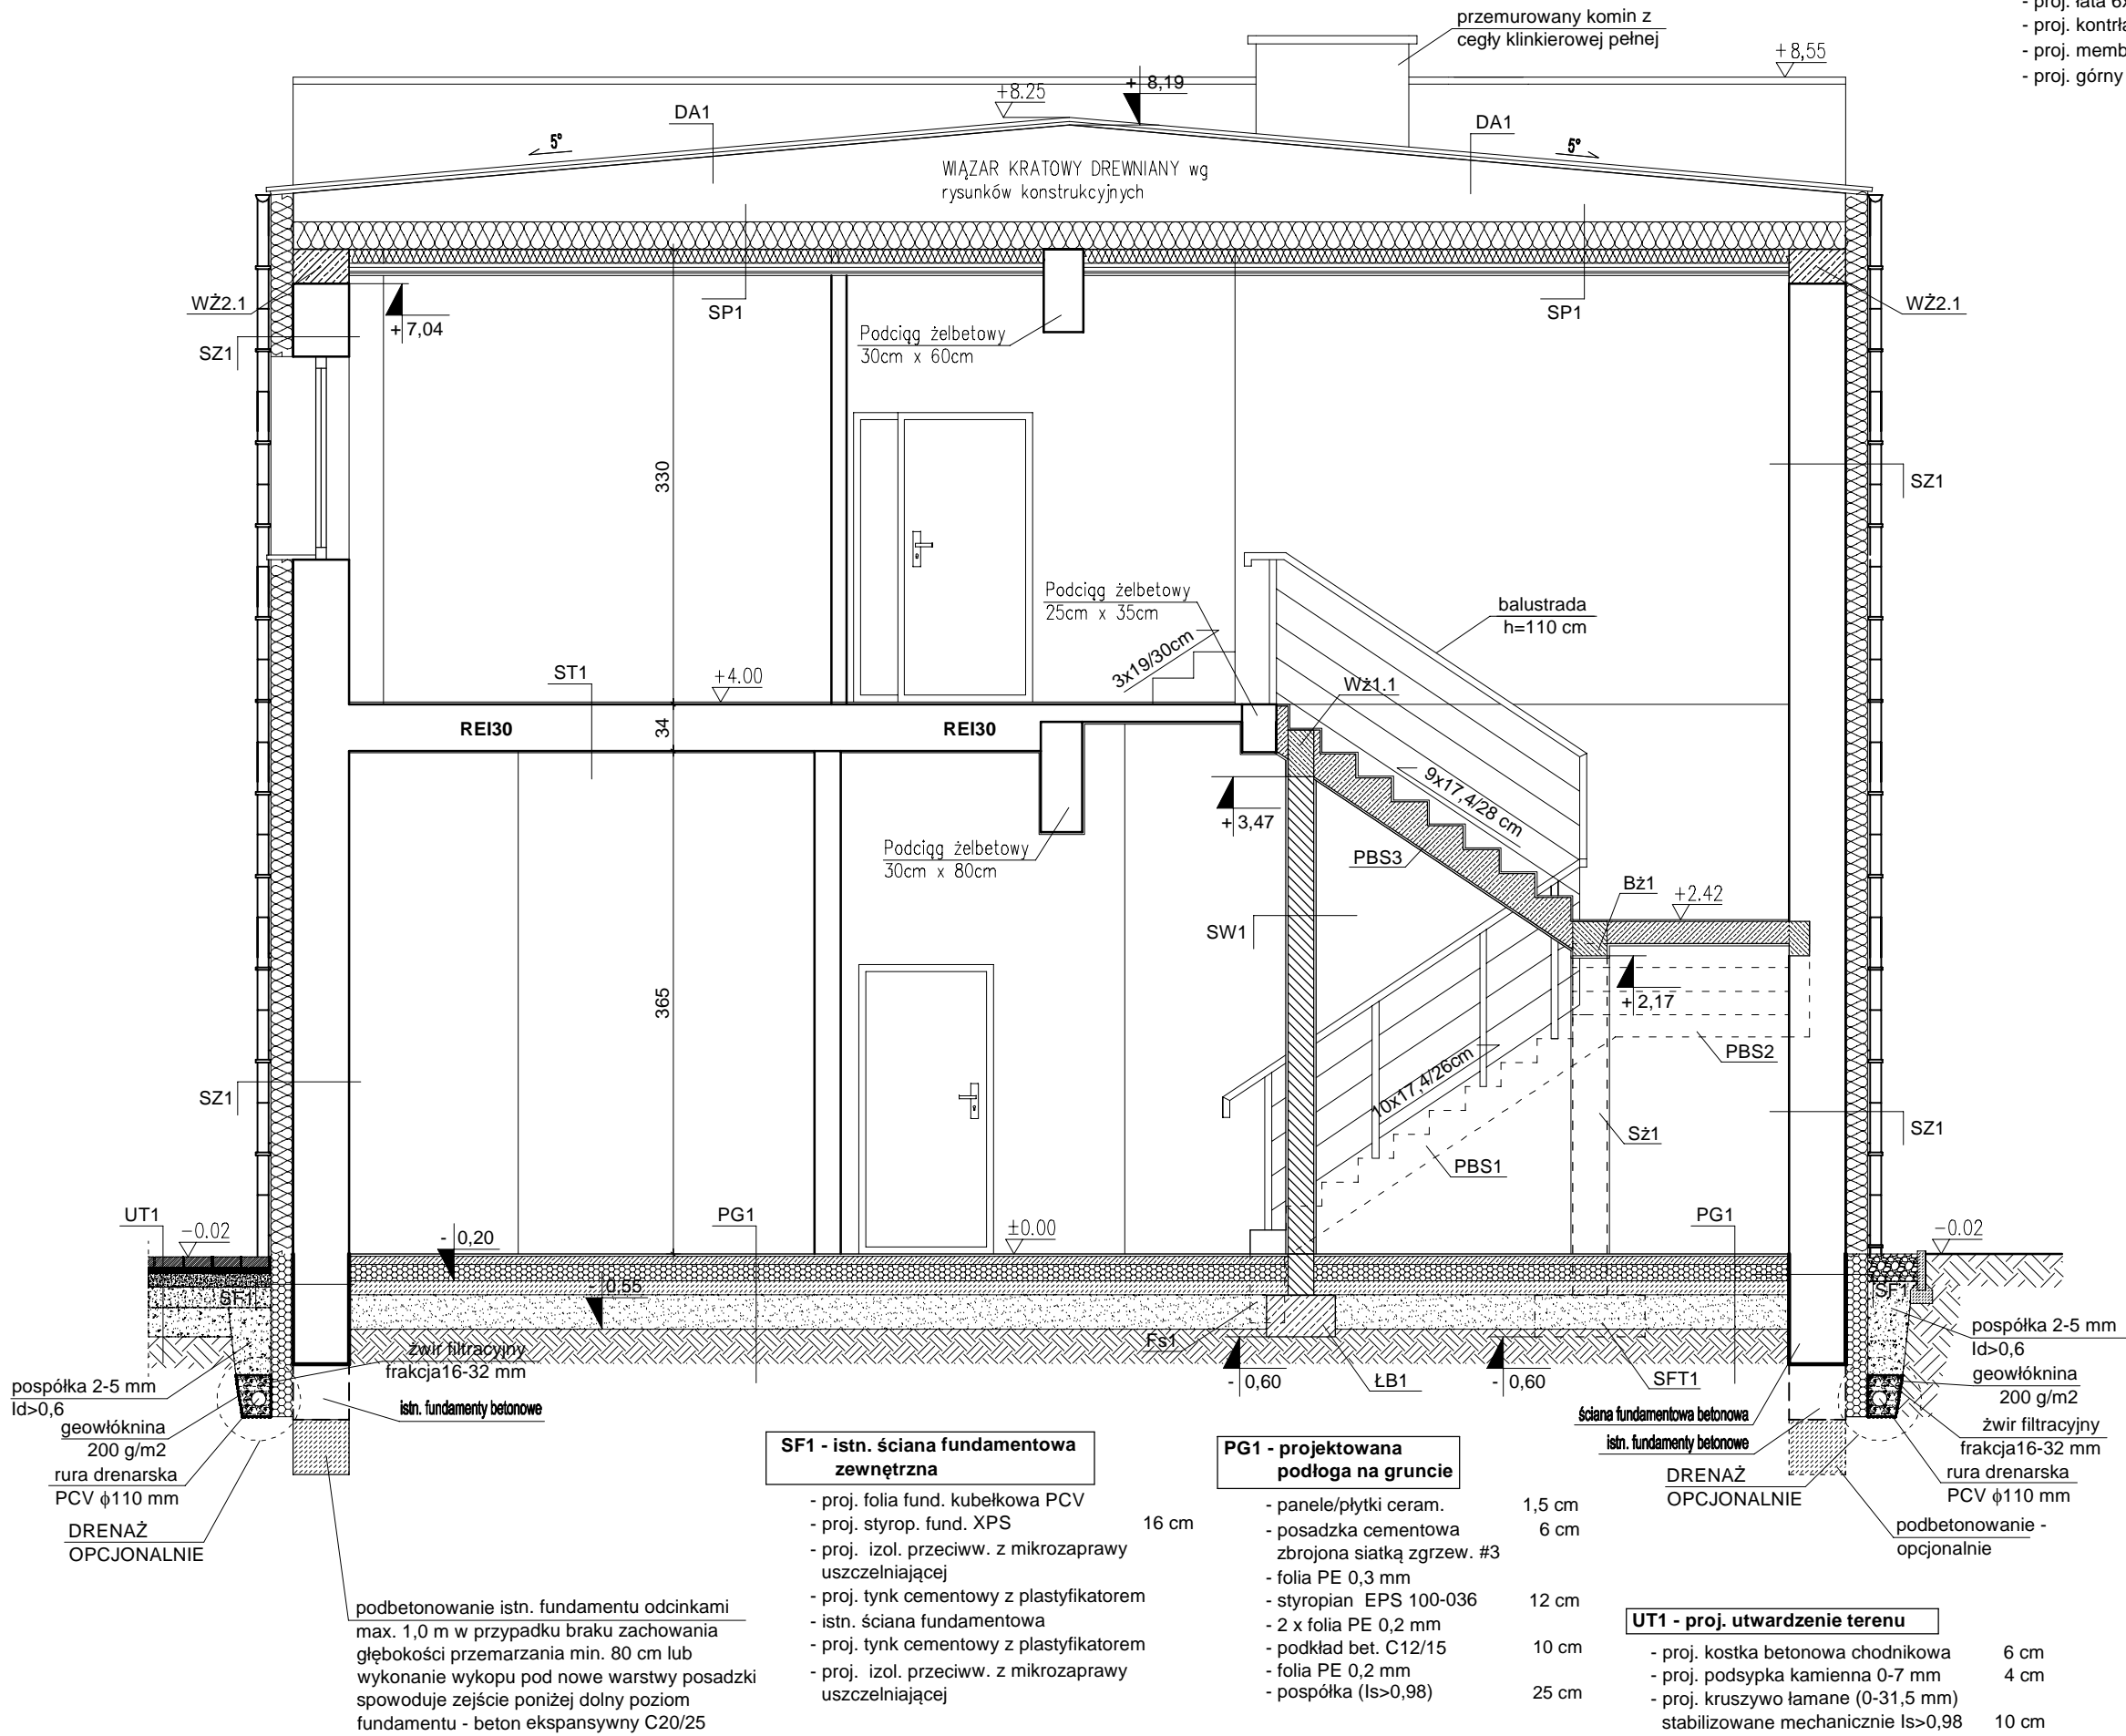 przemurowany komin z
cegły klinkierowej pełnej
- proj. łata
- proj.
- proj.
- proj. górny
+8,55
+8.25
+ 8,19
DA1
DA1
5°
5°
WIĄZAR KRATOWY DREWNIANY wg
rysunków konstrukcyjnych
WŻ2.1
SP1
SP1
WŻ2.1
+ 7,04
SZ1
Podciąg żelbetowy
30cm x 60cm
330
SZ1
Podciąg żelbetowy
25cm x 35cm
balustrada
h=110 cm
3x19/30cm
ST1
+4.00
Wż1.1
REI30
34
REI30
9x17,4/28 cm
+ 3,47
Podciąg żelbetowy
30cm x 80cm
PBS3
Bż1
+2.42
SW1
365
+ 2,17
PBS2
10x17,4/26cm
SZ1
Sż1
SZ1
PBS1
UT1
-0.02
- 0,20
PG1
±0.00
PG1
-0.02
SF1
- 0,55
SF1
Fs1
żwir filtracyjny
frakcja16-32 mm
pospółka 2-5 mm
Id>0,6
geowłóknina
200 g/m2
rura drenarska
PCV ϕ110 mm
DRENAŻ
OPCJONALNIE
istn. fundamenty betonowe
- 0,60
ŁB1
- 0,60
SFT1
ściana fundamentowa betonowa
istn. fundamenty betonowe
DRENAŻ
OPCJONALNIE
pospółka 2-5 mm
Id>0,6
geowłóknina
200 g/m2
żwir filtracyjny
frakcja16-32 mm
rura drenarska
PCV ϕ110 mm
podbetonowanie -
opcjonalnie
podbetonowanie istn. fundamentu odcinkami
max. 1,0 m w przypadku braku zachowania
głębokości przemarzania min. 80 cm lub
wykonanie wykopu pod nowe warstwy posadzki
spowoduje zejście poniżej dolny poziom
fundamentu - beton ekspansywny C20/25
SF1 - istn. ściana fundamentowa
zewnętrzna
- proj. folia fund. kubełkowa PCV
- proj. styrop. fund. XPS 16 cm
- proj. izol. przeciww. z mikrozaprawy
uszczelniającej
- proj. tynk cementowy z plastyfikatorem
- istn. ściana fundamentowa
- proj. tynk cementowy z plastyfikatorem
- proj. izol. przeciww. z mikrozaprawy
uszczelniającej
PG1 - projektowana
podłoga na gruncie
- panele/płytki ceram. 1,5 cm
- posadzka cementowa 6 cm
zbrojona siatką zgrzew. #3
- folia PE 0,3 mm
- styropian EPS 100-036 12 cm
- 2 x folia PE 0,2 mm
- podkład bet. C12/15 10 cm
- folia PE 0,2 mm
- pospółka (Is>0,98) 25 cm
UT1 - proj. utwardzenie terenu
- proj. kostka betonowa chodnikowa 6 cm
- proj. podsypka kamienna 0-7 mm 4 cm
- proj. kruszywo łamane (0-31,5 mm)
stabilizowane mechanicznie Is>0,98 10 cm